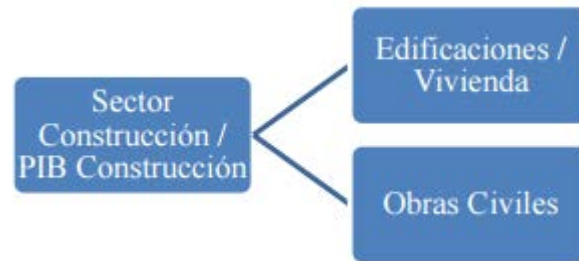 Sector
Construcción /
PIB Construcción
Edificaciones /
Vivienda
Obras Civiles